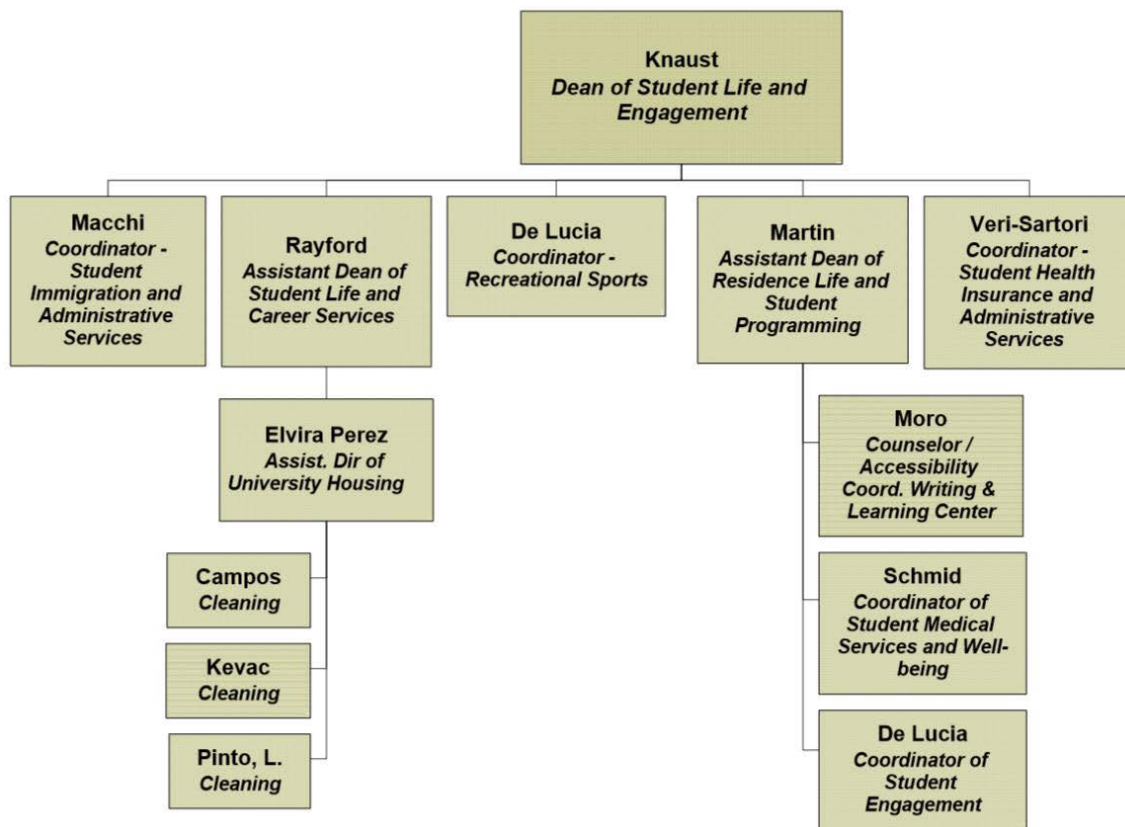 Knaust
Dean of Student Life and
Engagement
Macchi
Coordinator -
Student
Immigration and
Administrative
Services
Rayford
Assistant Dean of
Student Life and
Career Services
De Lucia
Coordinator -
Recreational Sports
Martin
Assistant Dean of
Residence Life and
Student
Programming
Veri-Sartori
Coordinator -
Student Health
Insurance and
Administrative
Services
Elvira Perez
Assist. Dir of
University Housing
Campos
Cleaning
Kevac
Cleaning
Pinto, L.
Cleaning
Moro
Counselor /
Accessibility
Coord. Writing &
Learning Center
Schmid
Coordinator of
Student Medical
Services and Well-
being
De Lucia
Coordinator of
Student
Engagement